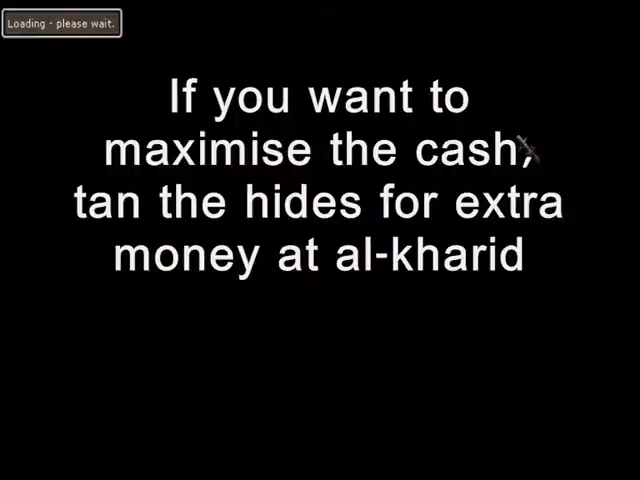 Loading - please wait.
If you want to
maximise the cash,
tan the hides for extra
money at al-kharid